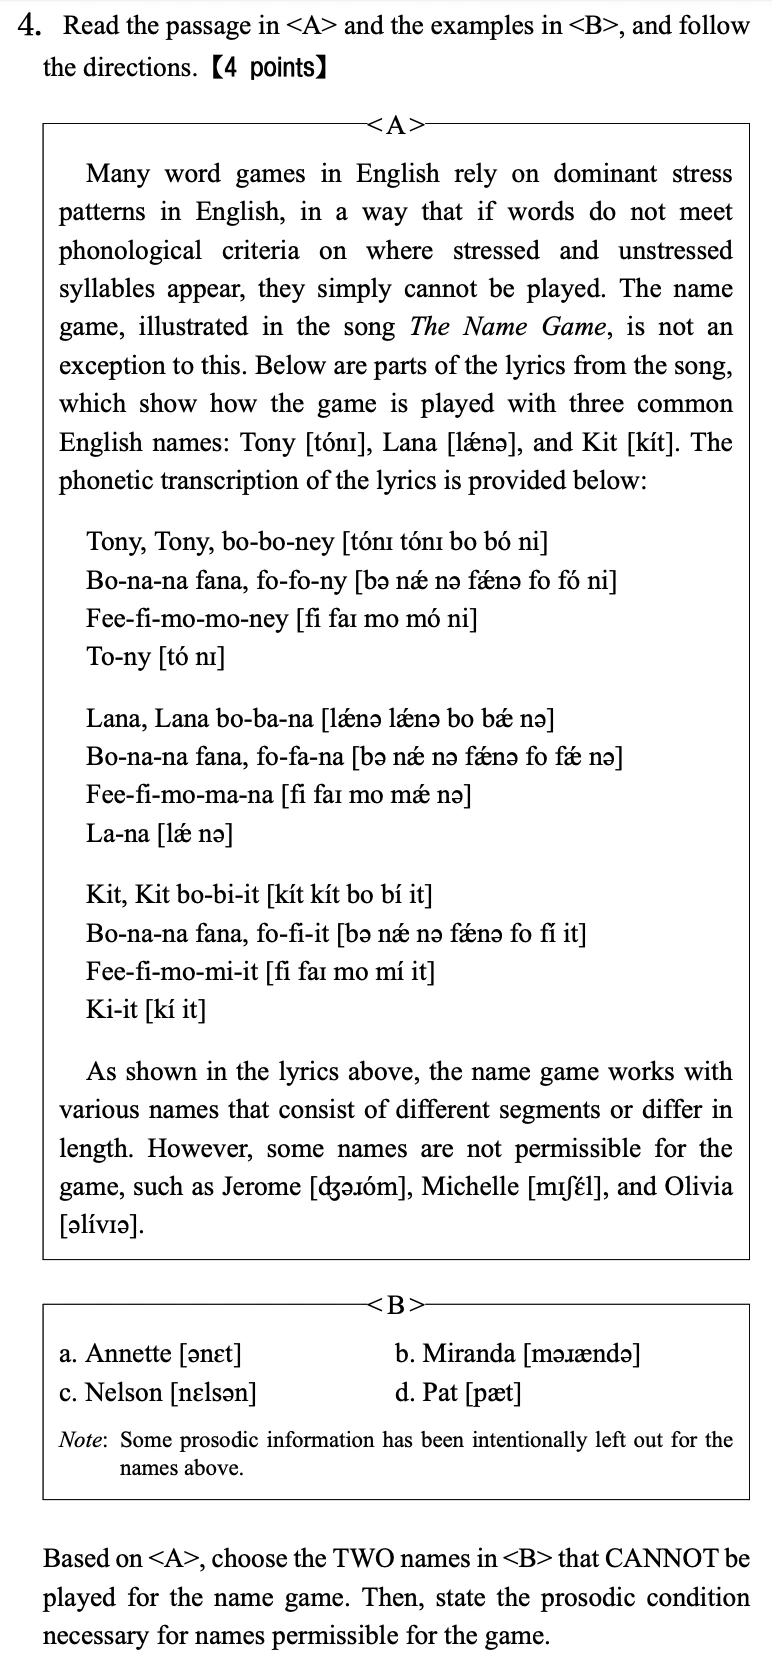 4. Read the passage in <A> and the examples in <B>, and follow
the directions.【4 points】
<A>
Many word games in English rely on dominant stress
patterns in English, in a way that if words do not meet
phonological criteria on where stressed and unstressed
syllables appear, they simply cannot be played. The name
game, illustrated in the song The Name Game, is not an
exception to this. Below are parts of the lyrics from the song,
which show how the game is played with three common
English names: Tony [tónɪ], Lana [lǽnə], and Kit [kít]. The
phonetic transcription of the lyrics is provided below:
Tony, Tony, bo-bo-ney [tónɪ tónɪ bo bó ni]
Bo-na-na fana, fo-fo-ny [bə nǽ nə fǽnə fo fó ni]
Fee-fi-mo-mo-ney [fi faɪ mo mó ni]
To-ny [tó nɪ]
Lana, Lana bo-ba-na [lǽnə lǽnə bo bǽ nə]
Bo-na-na fana, fo-fa-na [bə nǽ nə fǽnə fo fǽ nə]
Fee-fi-mo-ma-na [fi faɪ mo mǽ nə]
La-na [lǽ nə]
Kit, Kit bo-bi-it [kít kít bo bí it]
Bo-na-na fana, fo-fi-it [bə nǽ nə fǽnə fo fí it]
Fee-fi-mo-mi-it [fi faɪ mo mí it]
Ki-it [kí it]
As shown in the lyrics above, the name game works with
various names that consist of different segments or differ in
length. However, some names are not permissible for the
game, such as Jerome [ʤəɹóm], Michelle [mɪʃɛ́l], and Olivia
[əlívɪə].
<B>
a. Annette [ənɛt] b. Miranda [məɹændə]
c. Nelson [nɛlsən] d. Pat [pæt]
Note: Some prosodic information has been intentionally left out for the
names above.
Based on <A>, choose the TWO names in <B> that CANNOT be
played for the name game. Then, state the prosodic condition
necessary for names permissible for the game.